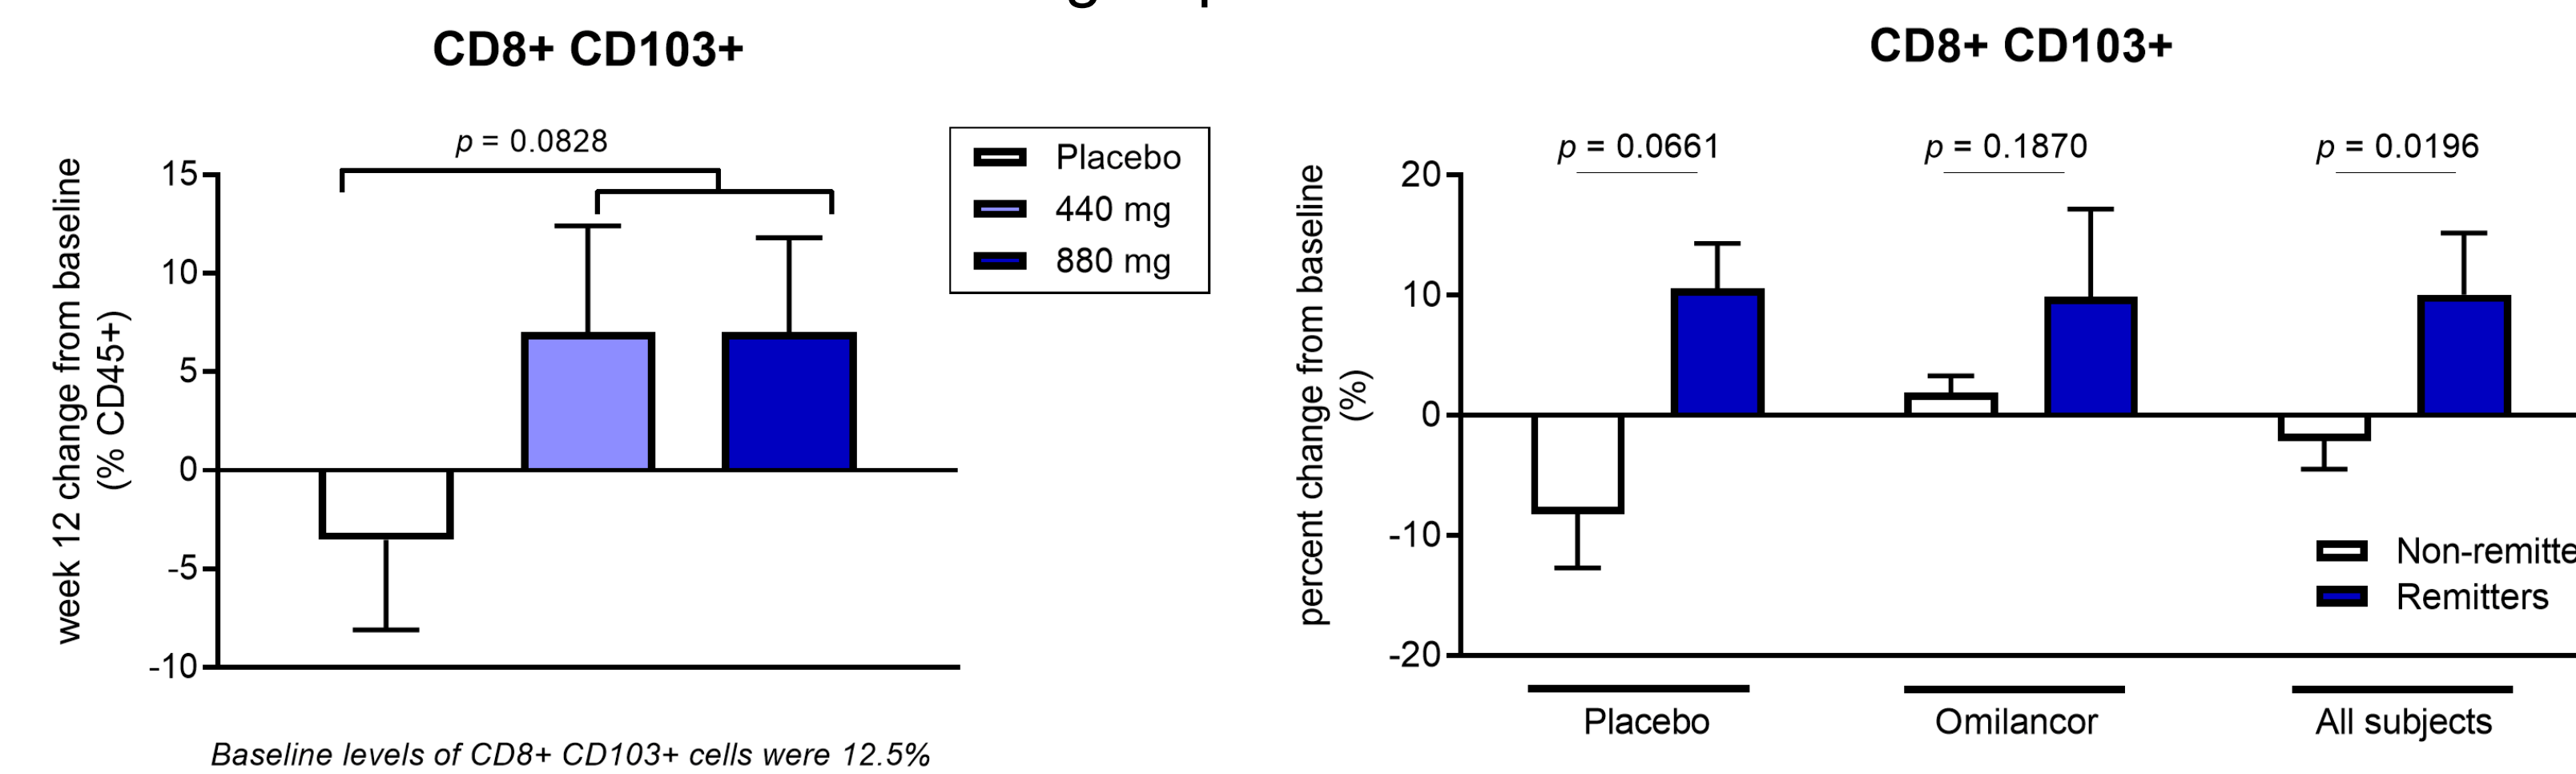 CD8+ CD103+
p = 0.0828
Placebo
440 mg
880 mg
week 12 change from baseline
(% CD45+)
15
10
5
0
-5
-10
Baseline levels of CD8+ CD103+ cells were 12.5%
CD8+ CD103+
p = 0.0661
p = 0.1870
p = 0.0196
percent change from baseline
(%)
20
10
0
-10
-20
Non-remitte
Remitters
Placebo
Omilancor
All subjects